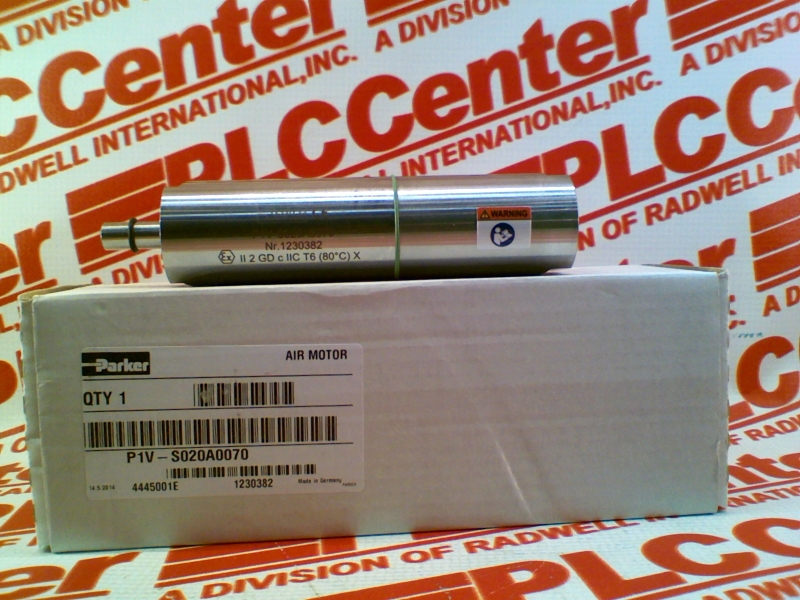 PLCCenter
A DIVISION OF RADWELL INTERNATIONAL, INC.
Nr.1230382
Ex II 2 GD c IIC T6 (80°C) X
WARNING
Parker
AIR MOTOR
QTY 1
P1V-S020A0070
4445001E
1230382
Made in Germany